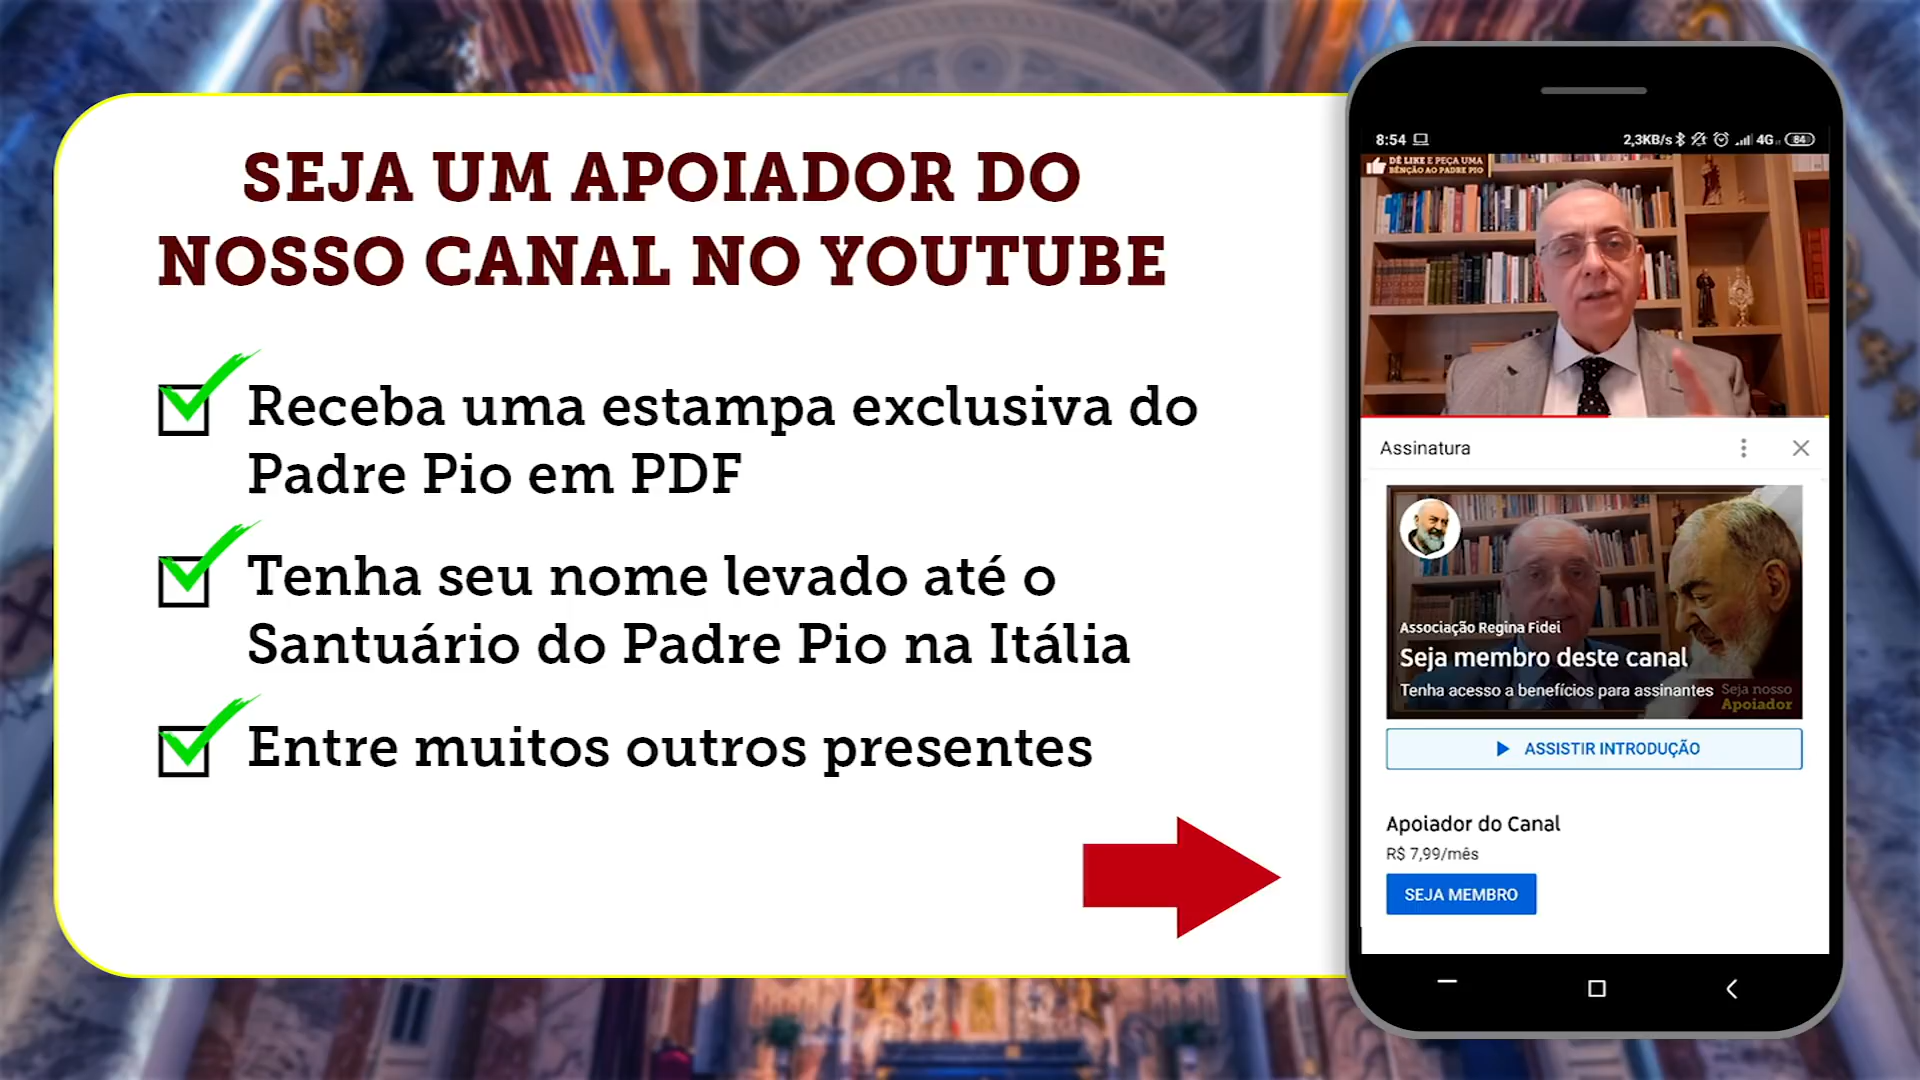 SEJA UM APOIADOR DO
NOSSO CANAL NO YOUTUBE
Receba uma estampa exclusiva do
Padre Pio em PDF
Tenha seu nome levado até o
Santuário do Padre Pio na Itália
Entre muitos outros presentes
8:54
2,3KB/s 4G 84
DÊ LIKE E PEÇA UMA
BÊNÇÃO AO PADRE PIO
Assinatura
Associação Regina Fidei
Seja membro deste canal
Tenha acesso a benefícios para assinantes
Seja nosso
Apoiador
ASSISTIR INTRODUÇÃO
Apoiador do Canal
R$ 7,99/mês
SEJA MEMBRO